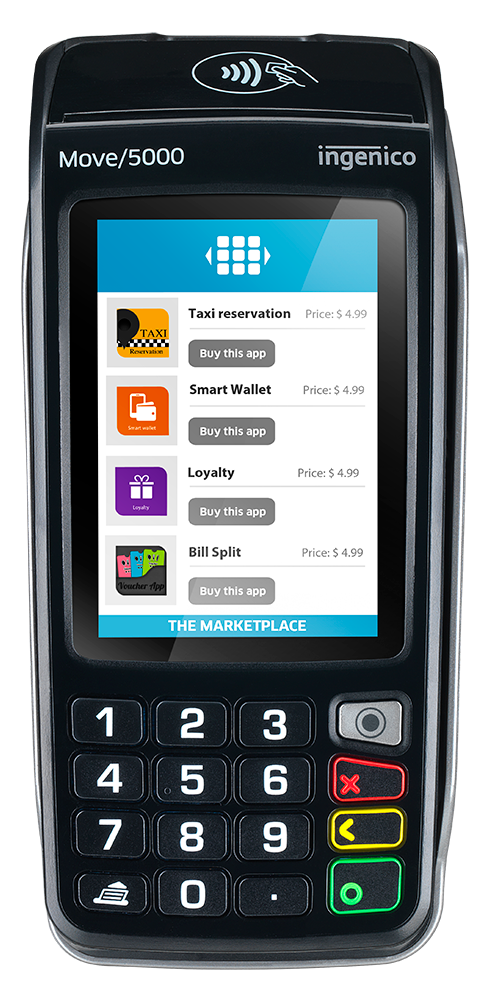 Move/5000
ingenico
Taxi reservation Price: $ 4.99
TAXI
Reservation
Buy this app
Smart Wallet Price: $ 4.99
Smart wallet
Buy this app
Loyalty Price: $ 4.99
Loyalty
Buy this app
Bill Split Price: $ 4.99
Voucher App
Buy this app
THE MARKETPLACE
1 2 3
4 5 6
7 8 9
0 .